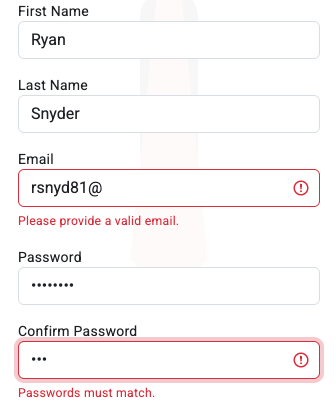 First Name
Ryan
Last Name
Snyder
Email
rsnyd81@
Please provide a valid email.
Password
••••••••
Confirm Password
•••
Passwords must match.